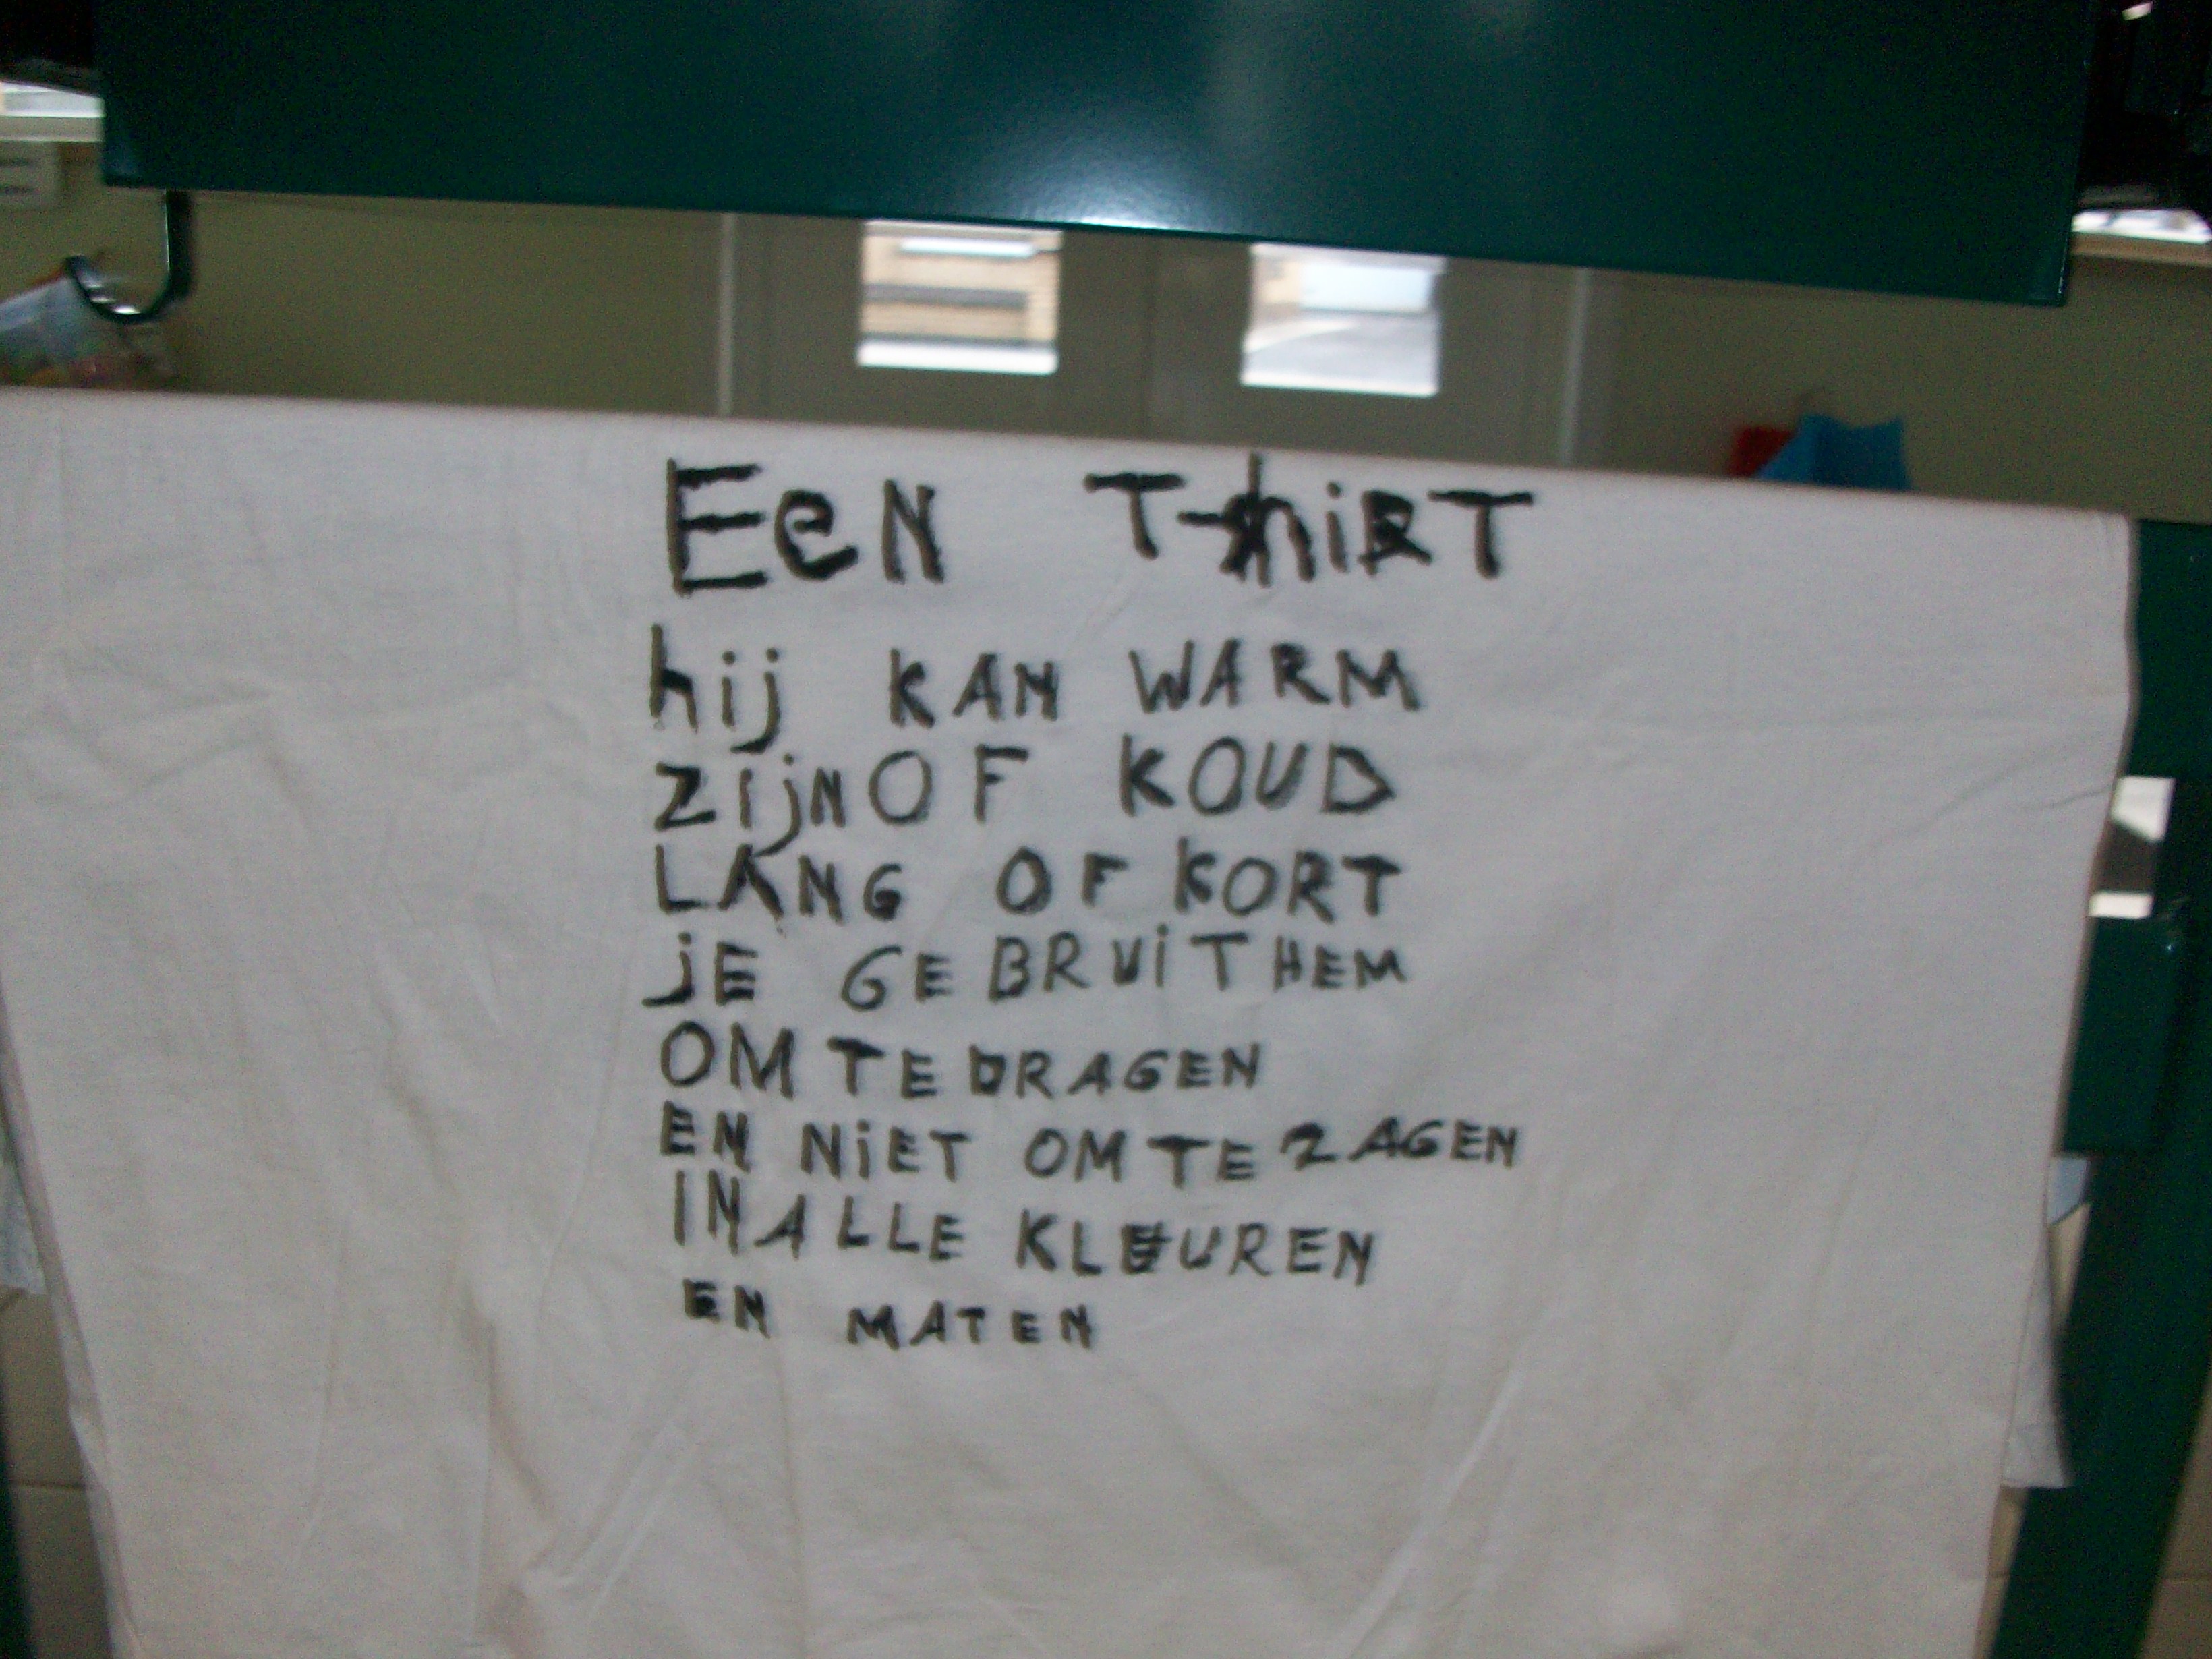 EeN T-shiRT
hij KAN WARM
zijN OF KOUD
LANG OF KORT
jE GEBRUiT HEM
OM TE DRAGEN
EN NiET OM TE ZAGEN
IN ALLE KLEUREN
EN MATEN